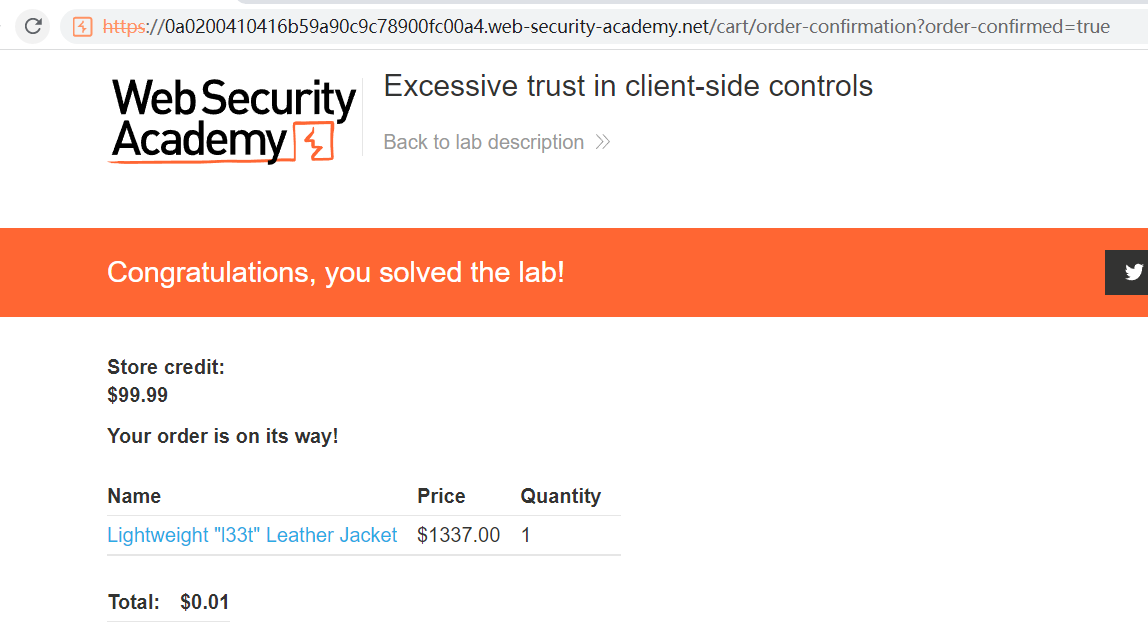 https://0a0200410416b59a90c9c78900fc00a4.web-security-academy.net/cart/order-confirmation?order-confirmed=true
Web Security
Academy
Excessive trust in client-side controls
Back to lab description
Congratulations, you solved the lab!
Store credit:
$99.99
Your order is on its way!
Name Price Quantity
Lightweight "l33t" Leather Jacket $1337.00 1
Total: $0.01